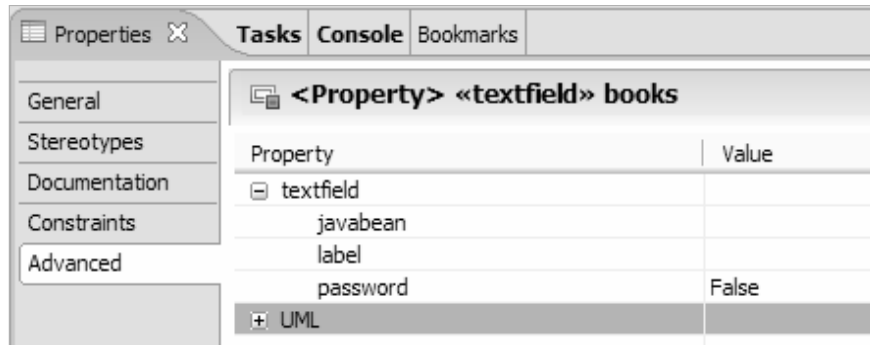 Properties Tasks Console Bookmarks
<Property> «textfield» books
General
Stereotypes
Documentation
Constraints
Advanced
Property Value
textfield
javabean
label
password False
UML